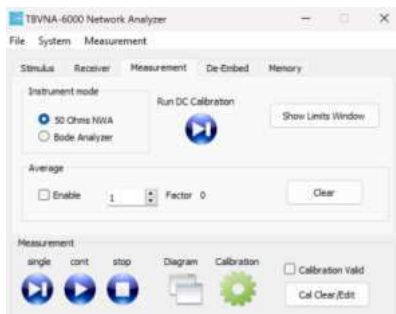 TBVNA-6000 Network Analyzer
File System Measurement
Stimulus Receiver Measurement De-Embed Memory
Instrument mode
50 Ohms NWA
Bode Analyzer
Run DC Calibration
Show Limits Window
Average
Enable 1 Factor 0 Clear
Measurement
single cont stop Diagram Calibration
Calibration Valid
Cal Clear/Edit